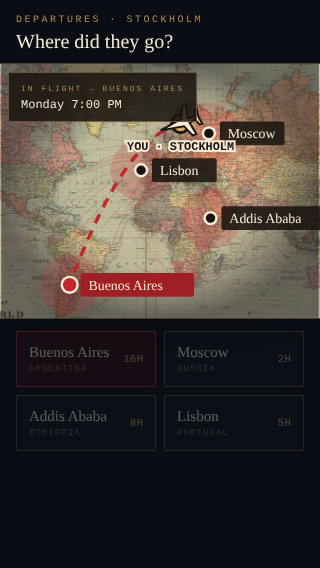 DEPARTURES · STOCKHOLM
Where did they go?
IN FLIGHT → BUENOS AIRES
Monday 7:00 PM
Moscow
YOU · STOCKHOLM
Lisbon
Addis Ababa
Buenos Aires
RLD
Buenos Aires 16H
ARGENTINA
Moscow 2H
RUSSIA
Addis Ababa 8H
ETHIOPIA
Lisbon 5H
PORTUGAL